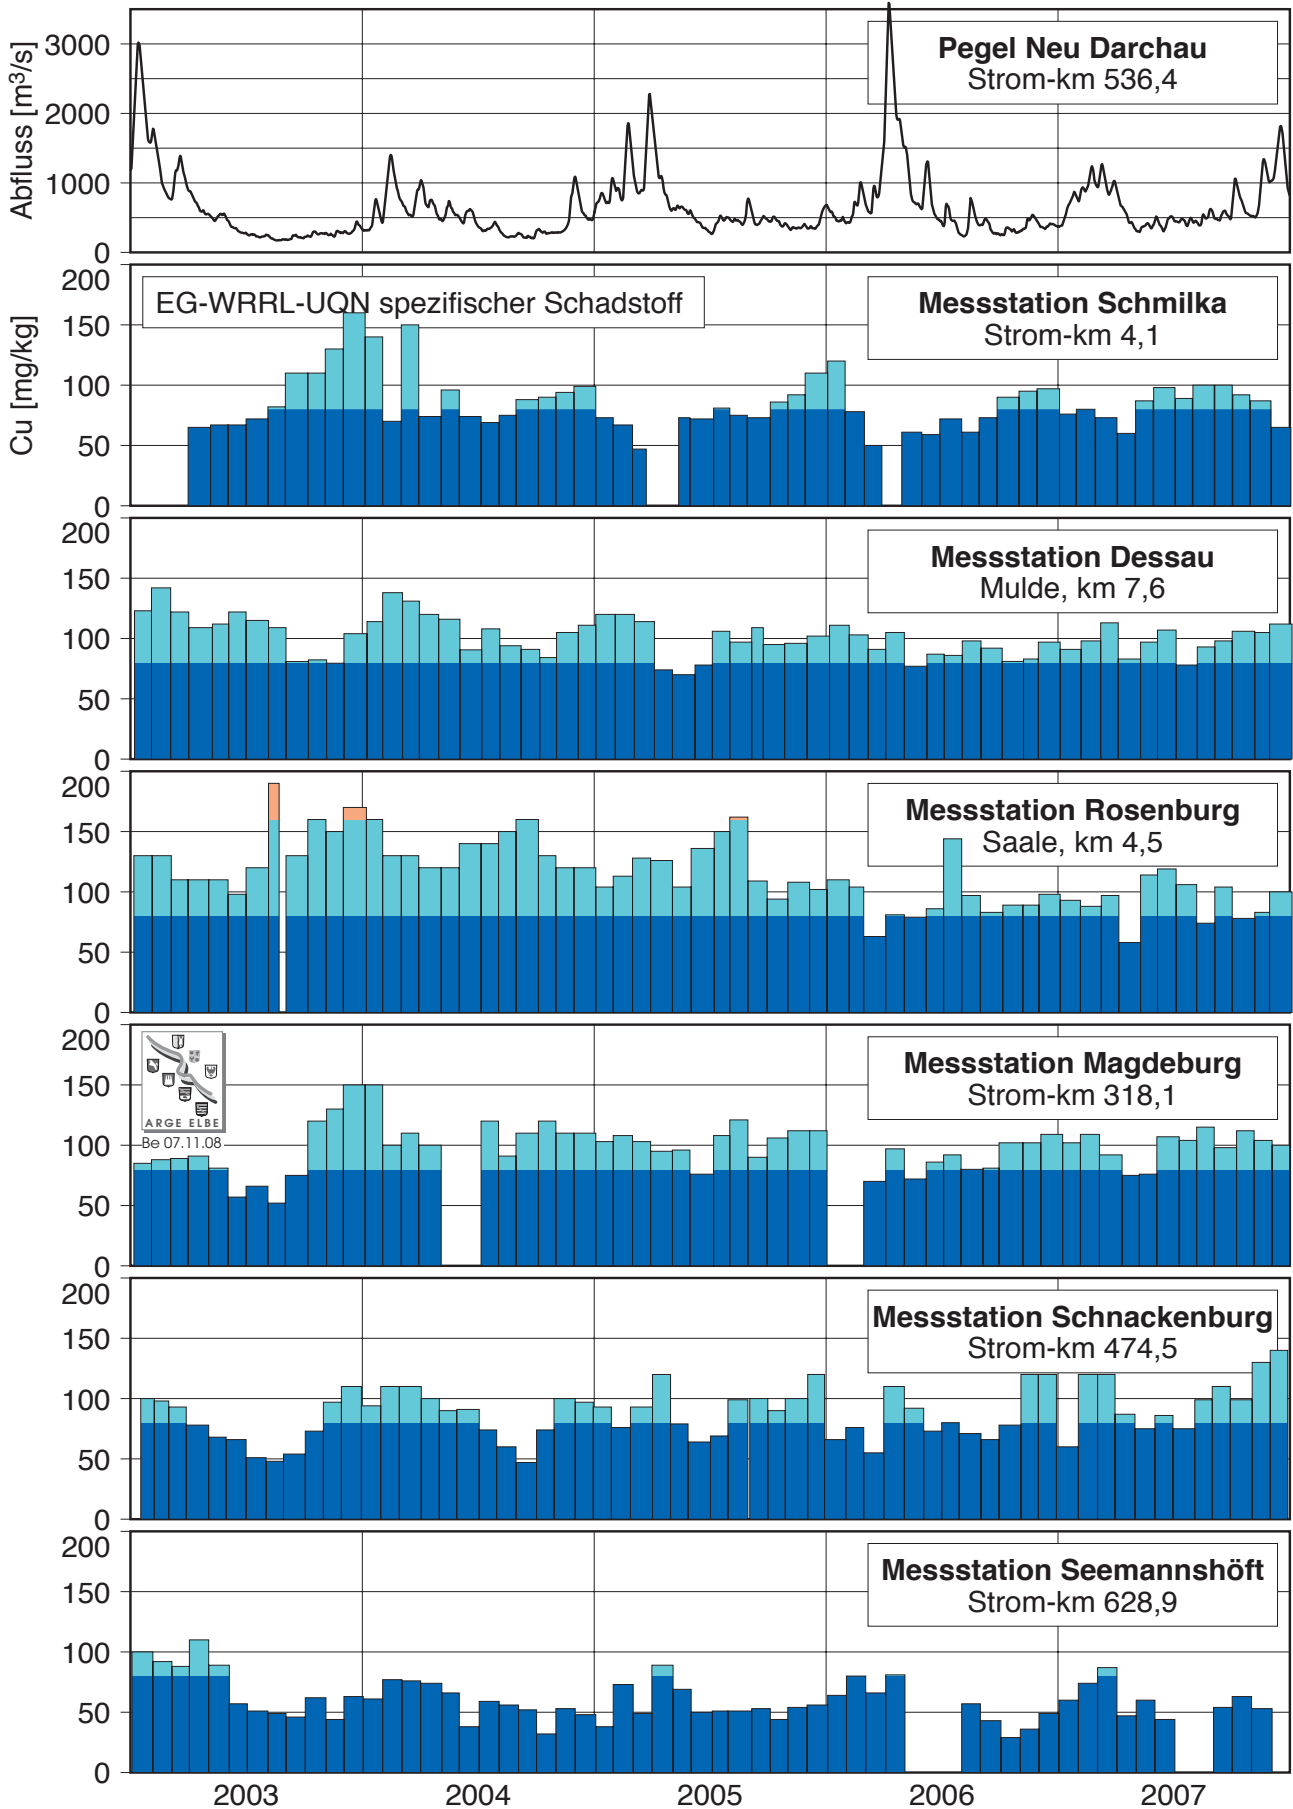 Abfluss [m³/s]
3000
2000
1000
0
Pegel Neu Darchau
Strom-km 536,4
Cu [mg/kg]
200
150
100
50
0
EG-WRRL-UQN spezifischer Schadstoff
Messstation Schmilka
Strom-km 4,1
200
150
100
50
0
Messstation Dessau
Mulde, km 7,6
200
150
100
50
0
Messstation Rosenburg
Saale, km 4,5
200
150
100
50
0
ARGE ELBE
Be 07.11.08
Messstation Magdeburg
Strom-km 318,1
200
150
100
50
0
Messstation Schnackenburg
Strom-km 474,5
200
150
100
50
0
Messstation Seemannshöft
Strom-km 628,9
2003 2004 2005 2006 2007